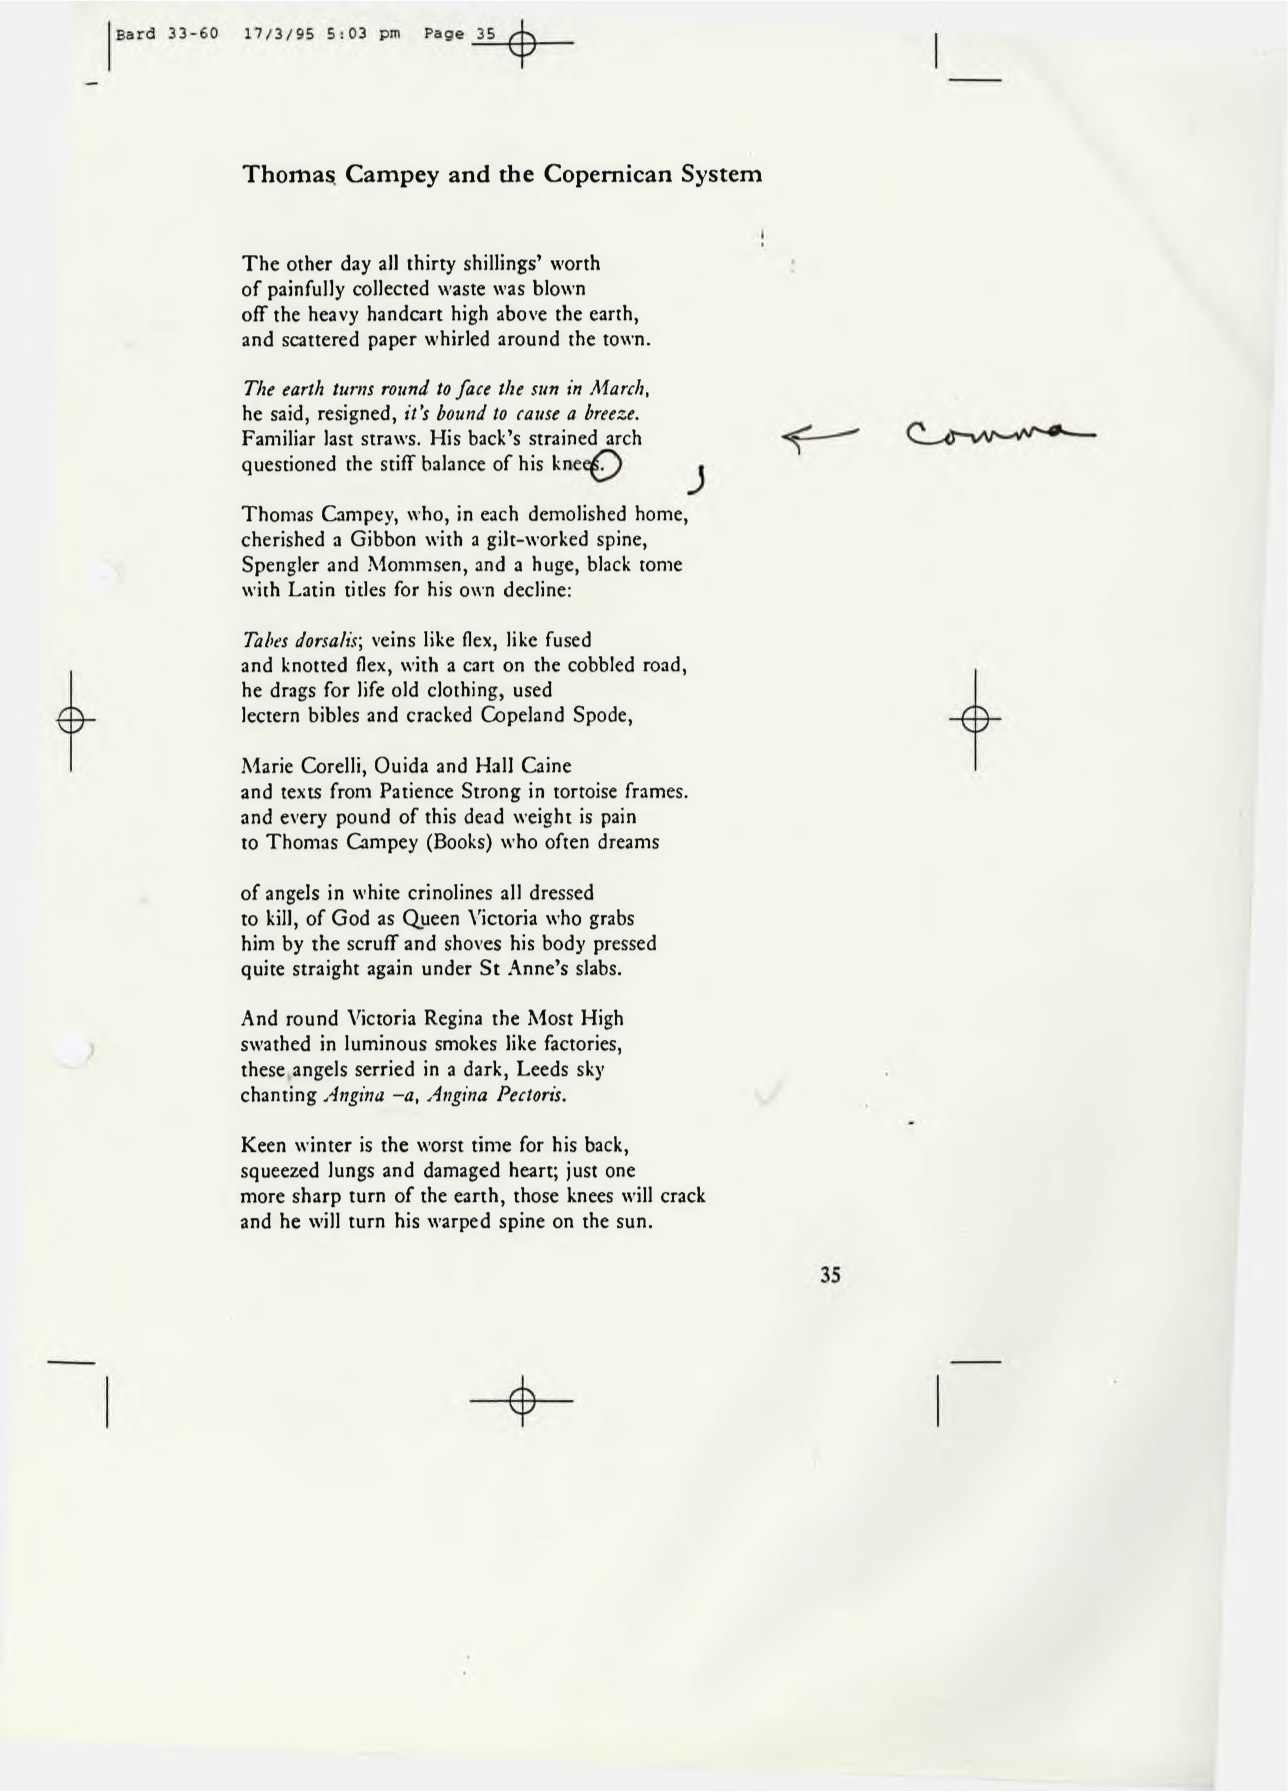 Bard 33-60 17/3/95 5:03 pm Page 35
Thomas Campey and the Copernican System
The other day all thirty shillings' worth
of painfully collected waste was blown
off the heavy handcart high above the earth,
and scattered paper whirled around the town.
The earth turns round to face the sun in March,
he said, resigned, it's bound to cause a breeze.
Familiar last straws. His back's strained arch
questioned the stiff balance of his knees.
← comma
,
Thomas Campey, who, in each demolished home,
cherished a Gibbon with a gilt-worked spine,
Spengler and Mommsen, and a huge, black tome
with Latin titles for his own decline:
Tabes dorsalis; veins like flex, like fused
and knotted flex, with a cart on the cobbled road,
he drags for life old clothing, used
lectern bibles and cracked Copeland Spode,
Marie Corelli, Ouida and Hall Caine
and texts from Patience Strong in tortoise frames.
and every pound of this dead weight is pain
to Thomas Campey (Books) who often dreams
of angels in white crinolines all dressed
to kill, of God as Queen Victoria who grabs
him by the scruff and shoves his body pressed
quite straight again under St Anne's slabs.
And round Victoria Regina the Most High
swathed in luminous smokes like factories,
these angels serried in a dark, Leeds sky
chanting Angina –a, Angina Pectoris.
Keen winter is the worst time for his back,
squeezed lungs and damaged heart; just one
more sharp turn of the earth, those knees will crack
and he will turn his warped spine on the sun.
35